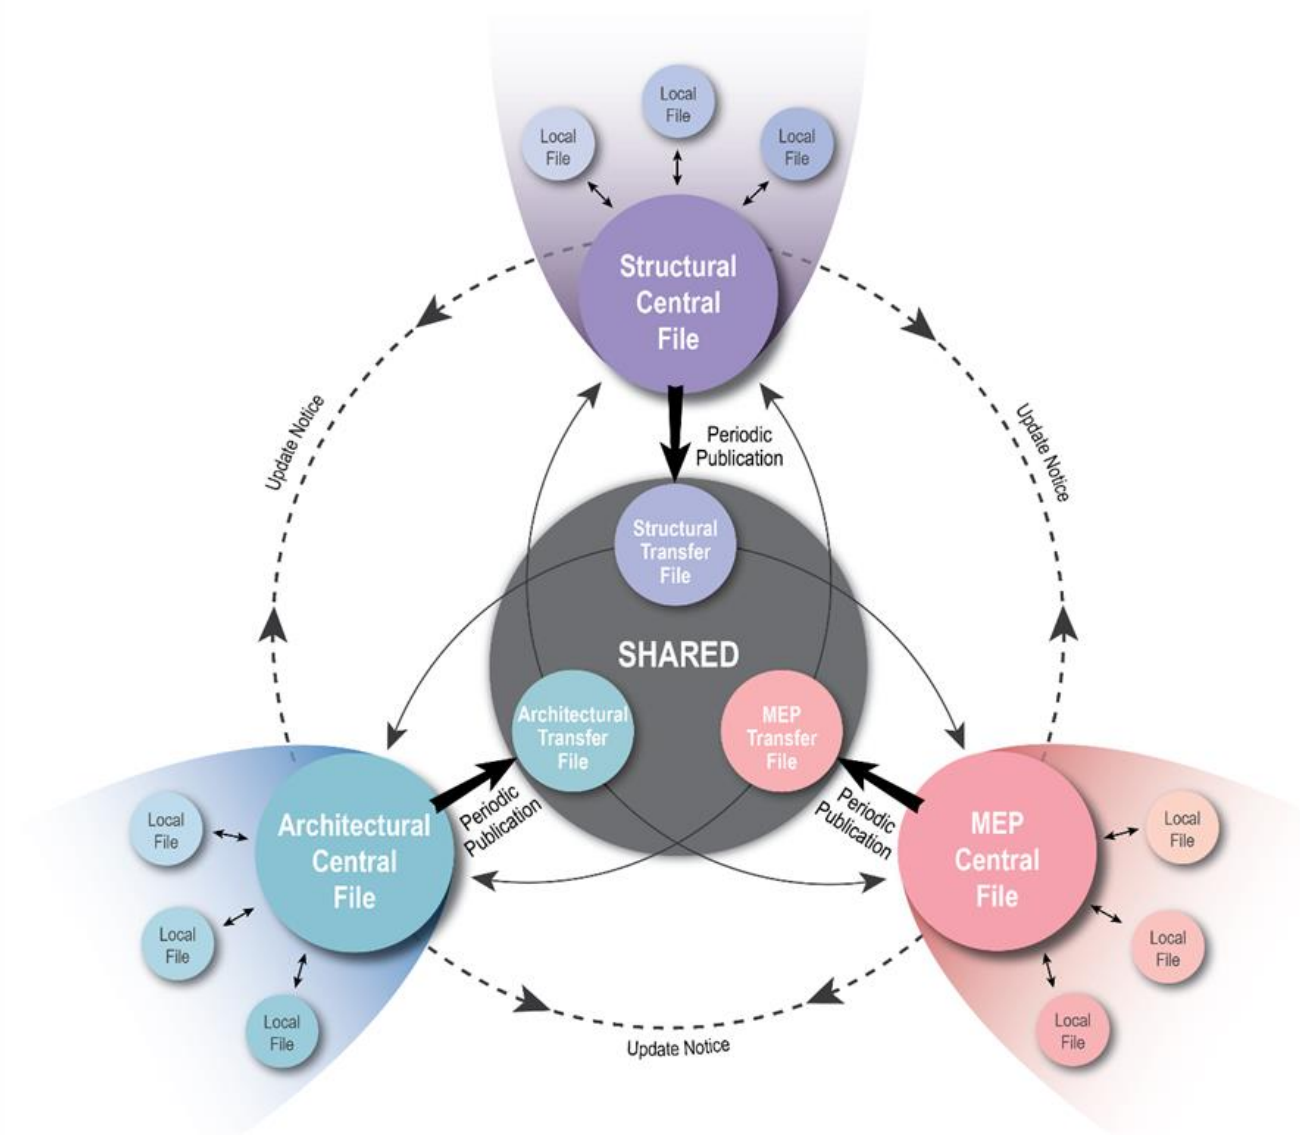 Local
File
Local
File
Local
File
Structural
Central
File
Update Notice
Update Notice
Periodic
Publication
Structural
Transfer
File
SHARED
Architectural
Transfer
File
MEP
Transfer
File
Periodic
Publication
Periodic
Publication
Architectural
Central
File
MEP
Central
File
Local
File
Local
File
Local
File
Local
File
Local
File
Local
File
Update Notice